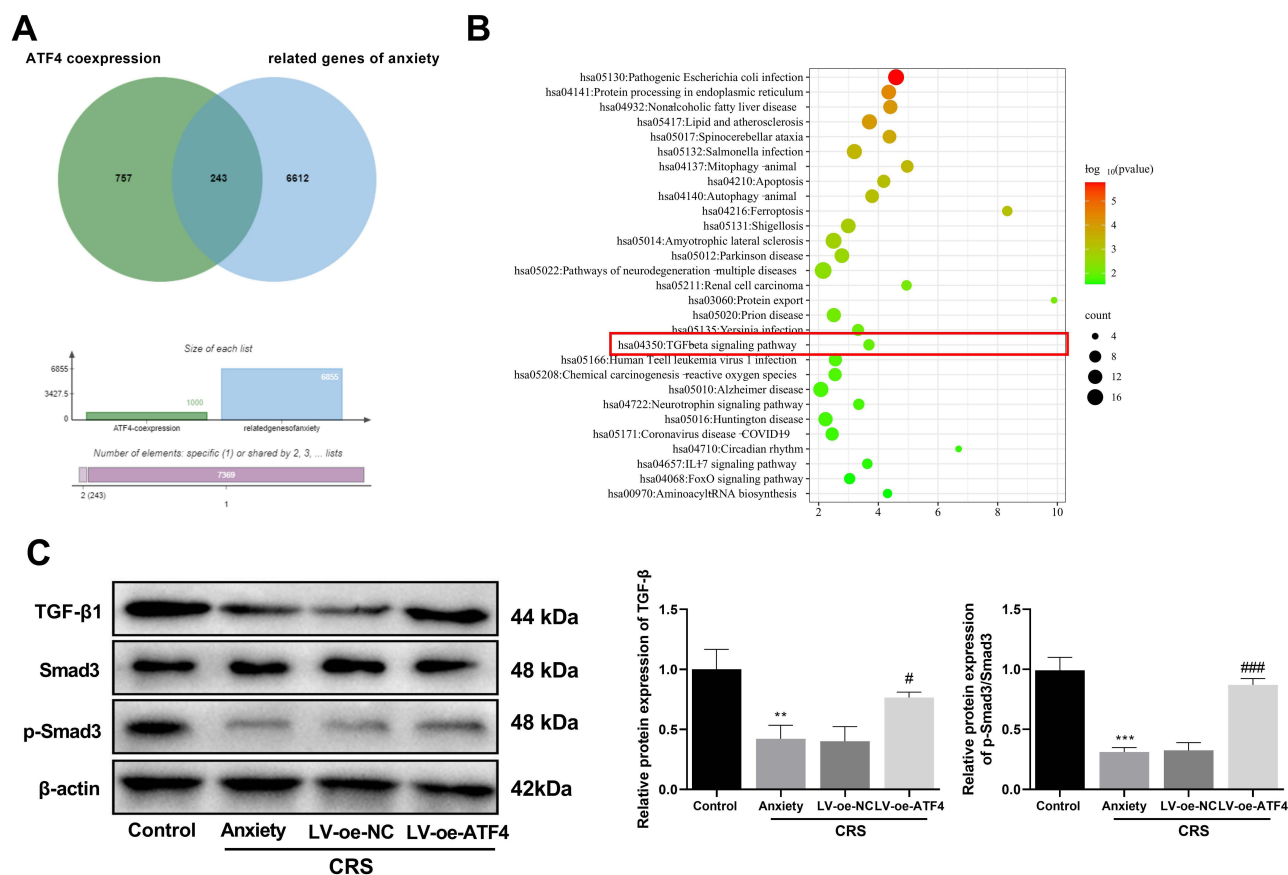 A
ATF4 coexpression
related genes of anxiety
757
243
6612
Size of each list
6855
3427.5
0
1000
6855
ATF4-coexpression
relatedgenesofanxiety
Number of elements: specific (1) or shared by 2, 3, ... lists
7369
2 (243)
1
B
hsa05130:Pathogenic Escherichia coli infection
hsa04141:Protein processing in endoplasmic reticulum
hsa04932:Nonalcoholic fatty liver disease
hsa05417:Lipid and atherosclerosis
hsa05017:Spinocerebellar ataxia
hsa05132:Salmonella infection
hsa04137:Mitophagy -animal
hsa04210:Apoptosis
hsa04140:Autophagy -animal
hsa04216:Ferroptosis
hsa05131:Shigellosis
hsa05014:Amyotrophic lateral sclerosis
hsa05012:Parkinson disease
hsa05022:Pathways of neurodegeneration -multiple diseases
hsa05211:Renal cell carcinoma
hsa03060:Protein export
hsa05020:Prion disease
hsa05135:Yersinia infection
hsa04350:TGFbeta signaling pathway
hsa05166:Human Tcell leukemia virus 1 infection
hsa05208:Chemical carcinogenesis -reactive oxygen species
hsa05010:Alzheimer disease
hsa04722:Neurotrophin signaling pathway
hsa05016:Huntington disease
hsa05171:Coronavirus disease -COVID19
hsa04710:Circadian rhythm
hsa04657:IL17 signaling pathway
hsa04068:FoxO signaling pathway
hsa00970:AminoacyltRNA biosynthesis
2 4 6 8 10
-log 10(pvalue)
5
4
3
2
count
4
8
12
16
C
TGF-β1
44 kDa
Smad3
48 kDa
p-Smad3
48 kDa
β-actin
42kDa
Control Anxiety LV-oe-NC LV-oe-ATF4
CRS
Relative protein expression of TGF-β
1.5
1.0
0.5
0.0
**
#
Control Anxiety LV-oe-NC LV-oe-ATF4
CRS
Relative protein expression
of p-Smad3/Smad3
1.5
1.0
0.5
0.0
***
###
Control Anxiety LV-oe-NC LV-oe-ATF4
CRS